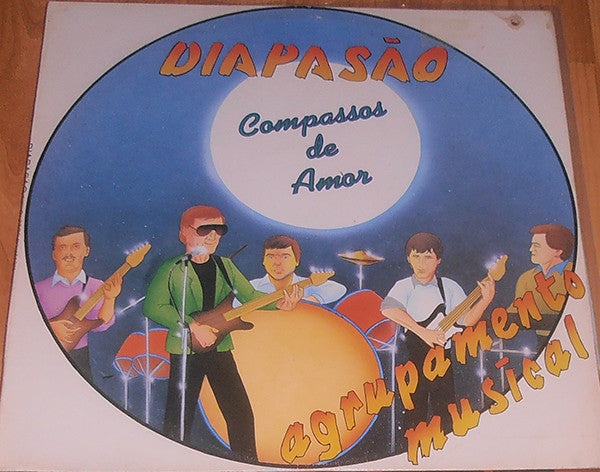 DIAPASÃO
Compassos
de
Amor
agrupamento
musical